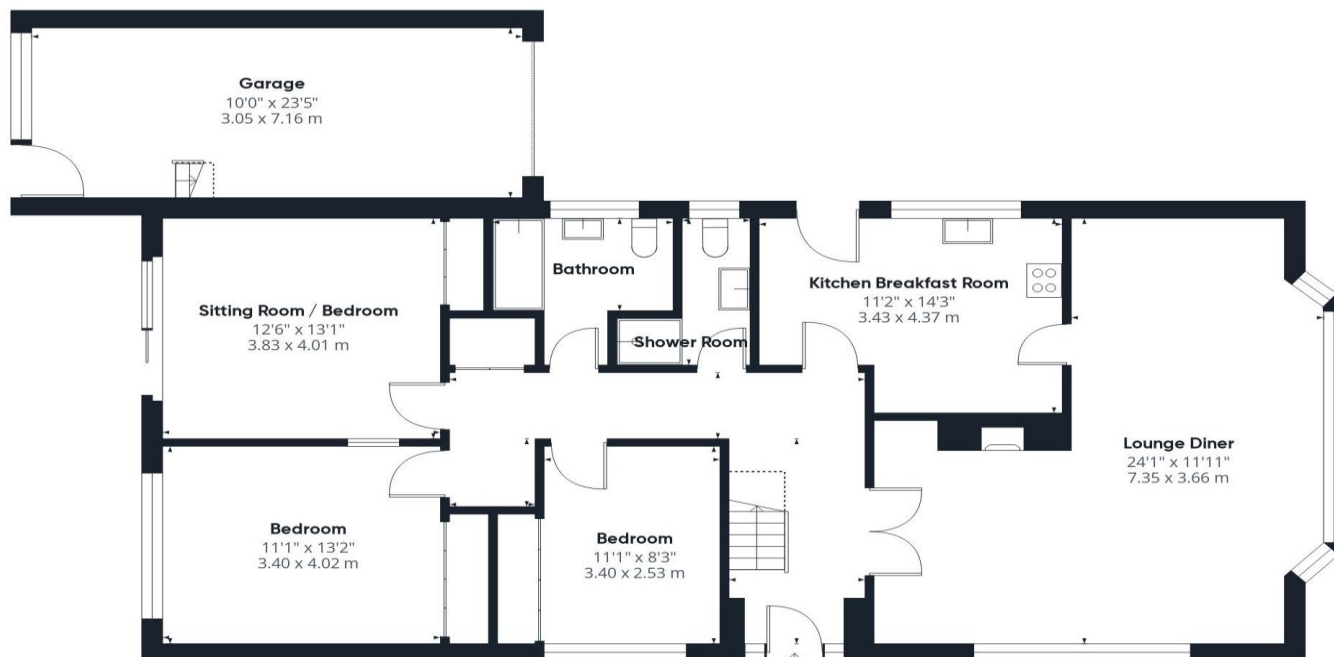 Garage
10'0" x 23'5"
3.05 x 7.16 m
Bathroom
Kitchen Breakfast Room
11'2" x 14'3"
3.43 x 4.37 m
Sitting Room / Bedroom
12'6" x 13'1"
3.83 x 4.01 m
Shower Room
Lounge Diner
24'1" x 11'11"
7.35 x 3.66 m
Bedroom
11'1" x 13'2"
3.40 x 4.02 m
Bedroom
11'1" x 8'3"
3.40 x 2.53 m